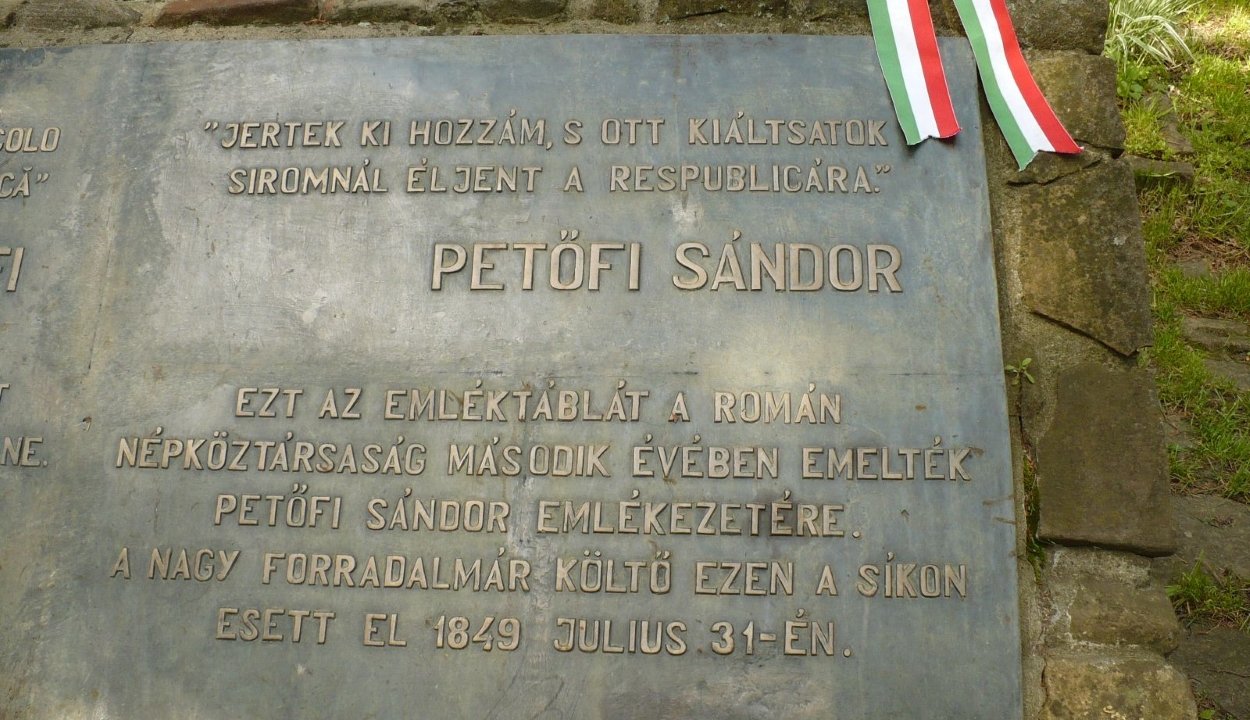 "JERTEK KI HOZZÁM, S OTT KIÁLTSATOK
SIROMNÁL ÉLJENT A RESPUBLICÁRA."
PETŐFI SÁNDOR
EZT AZ EMLÉKTÁBLÁT A ROMÁN
NÉPKÖZTÁRSASÁG MÁSODIK ÉVÉBEN EMELTÉK
PETŐFI SÁNDOR EMLÉKEZETÉRE.
A NAGY FORRADALMÁR KÖLTŐ EZEN A SÍKON
ESETT EL 1849 JULIUS 31-ÉN.